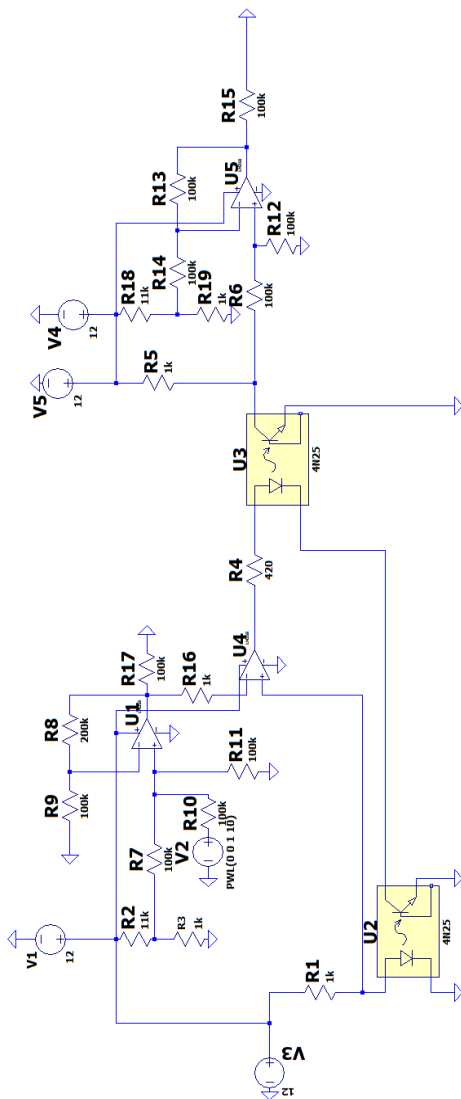 R15
100k
R13
100k
U5
R12
100k
R18
11k
R14
100k
R19
1k
R6
100k
V4
12
V5
12
R5
1k
U3
4N25
R4
420
R17
100k
U4
R16
1k
R8
200k
U1
R9
100k
R11
100k
R10
100k
V2
PWL(0 0 1 10)
R7
100k
V1
12
R2
11k
R3
1k
U2
4N25
R1
1k
V3
12